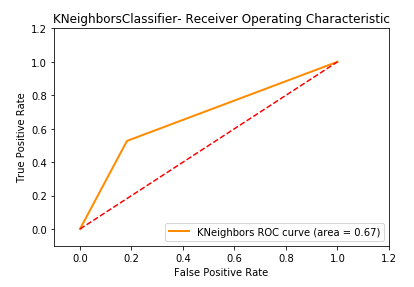 KNeighborsClassifier- Receiver Operating Characteristic
1.2
1.0
0.8
0.6
0.4
0.2
0.0
True Positive Rate
KNeighbors ROC curve (area = 0.67)
0.0 0.2 0.4 0.6 0.8 1.0 1.2
False Positive Rate